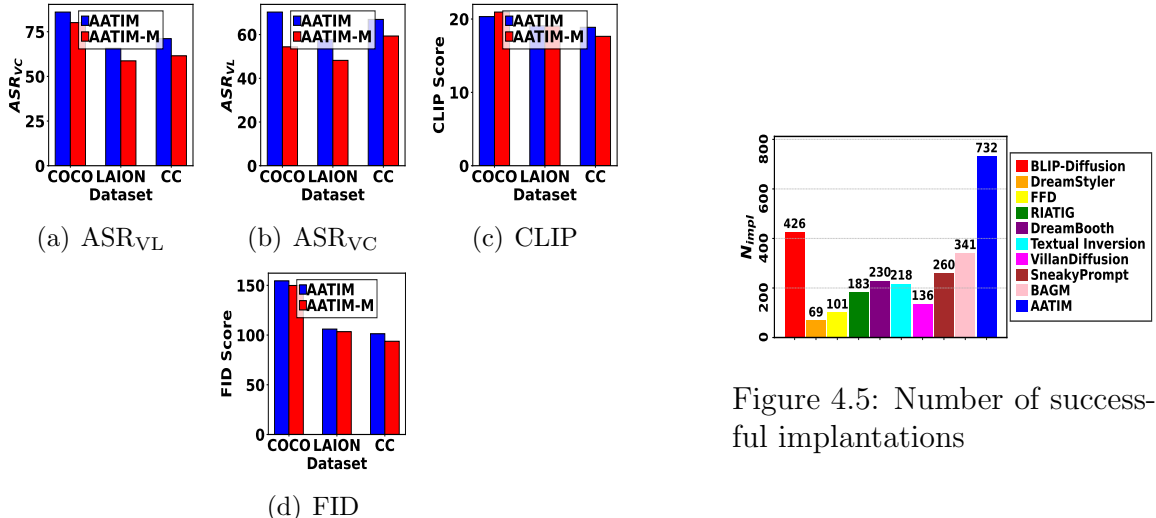 AATIM
AATIM-M
75
50
25
0
ASR_VC
COCO LAION CC
Dataset
(a) ASR_VL
AATIM
AATIM-M
60
40
20
0
ASR_VL
COCO LAION CC
Dataset
(b) ASR_VC
AATIM
AATIM-M
20
15
10
5
0
CLIP Score
COCO LAION CC
Dataset
(c) CLIP
AATIM
AATIM-M
150
100
50
0
FID Score
COCO LAION CC
Dataset
(d) FID
800
600
400
200
0
N_impl
426
69
101
183
230
218
136
260
341
732
BLIP-Diffusion
DreamStyler
FFD
RIATIG
DreamBooth
Textual Inversion
VillanDiffusion
SneakyPrompt
BAGM
AATIM
Figure 4.5: Number of success-
ful implantations